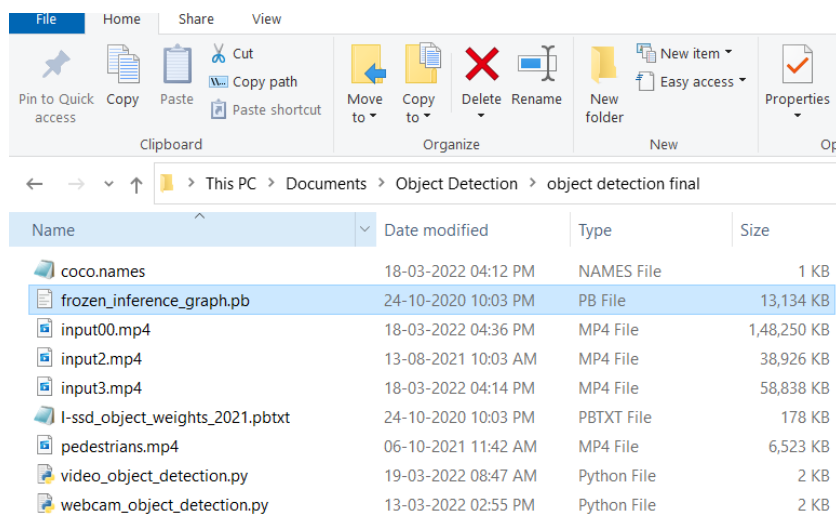 File Home Share View
Pin to Quick access
Copy
Paste
Cut
Copy path
Paste shortcut
Clipboard
Move to
Copy to
Delete
Rename
Organize
New folder
New item
Easy access
New
Properties
Op
This PC > Documents > Object Detection > object detection final
Name Date modified Type Size
coco.names 18-03-2022 04:12 PM NAMES File 1 KB
frozen_inference_graph.pb 24-10-2020 10:03 PM PB File 13,134 KB
input00.mp4 18-03-2022 04:36 PM MP4 File 1,48,250 KB
input2.mp4 13-08-2021 10:03 AM MP4 File 38,926 KB
input3.mp4 18-03-2022 04:14 PM MP4 File 58,838 KB
I-ssd_object_weights_2021.pbtxt 24-10-2020 10:03 PM PBTXT File 178 KB
pedestrians.mp4 06-10-2021 11:42 AM MP4 File 6,523 KB
video_object_detection.py 19-03-2022 08:47 AM Python File 2 KB
webcam_object_detection.py 13-03-2022 02:55 PM Python File 2 KB